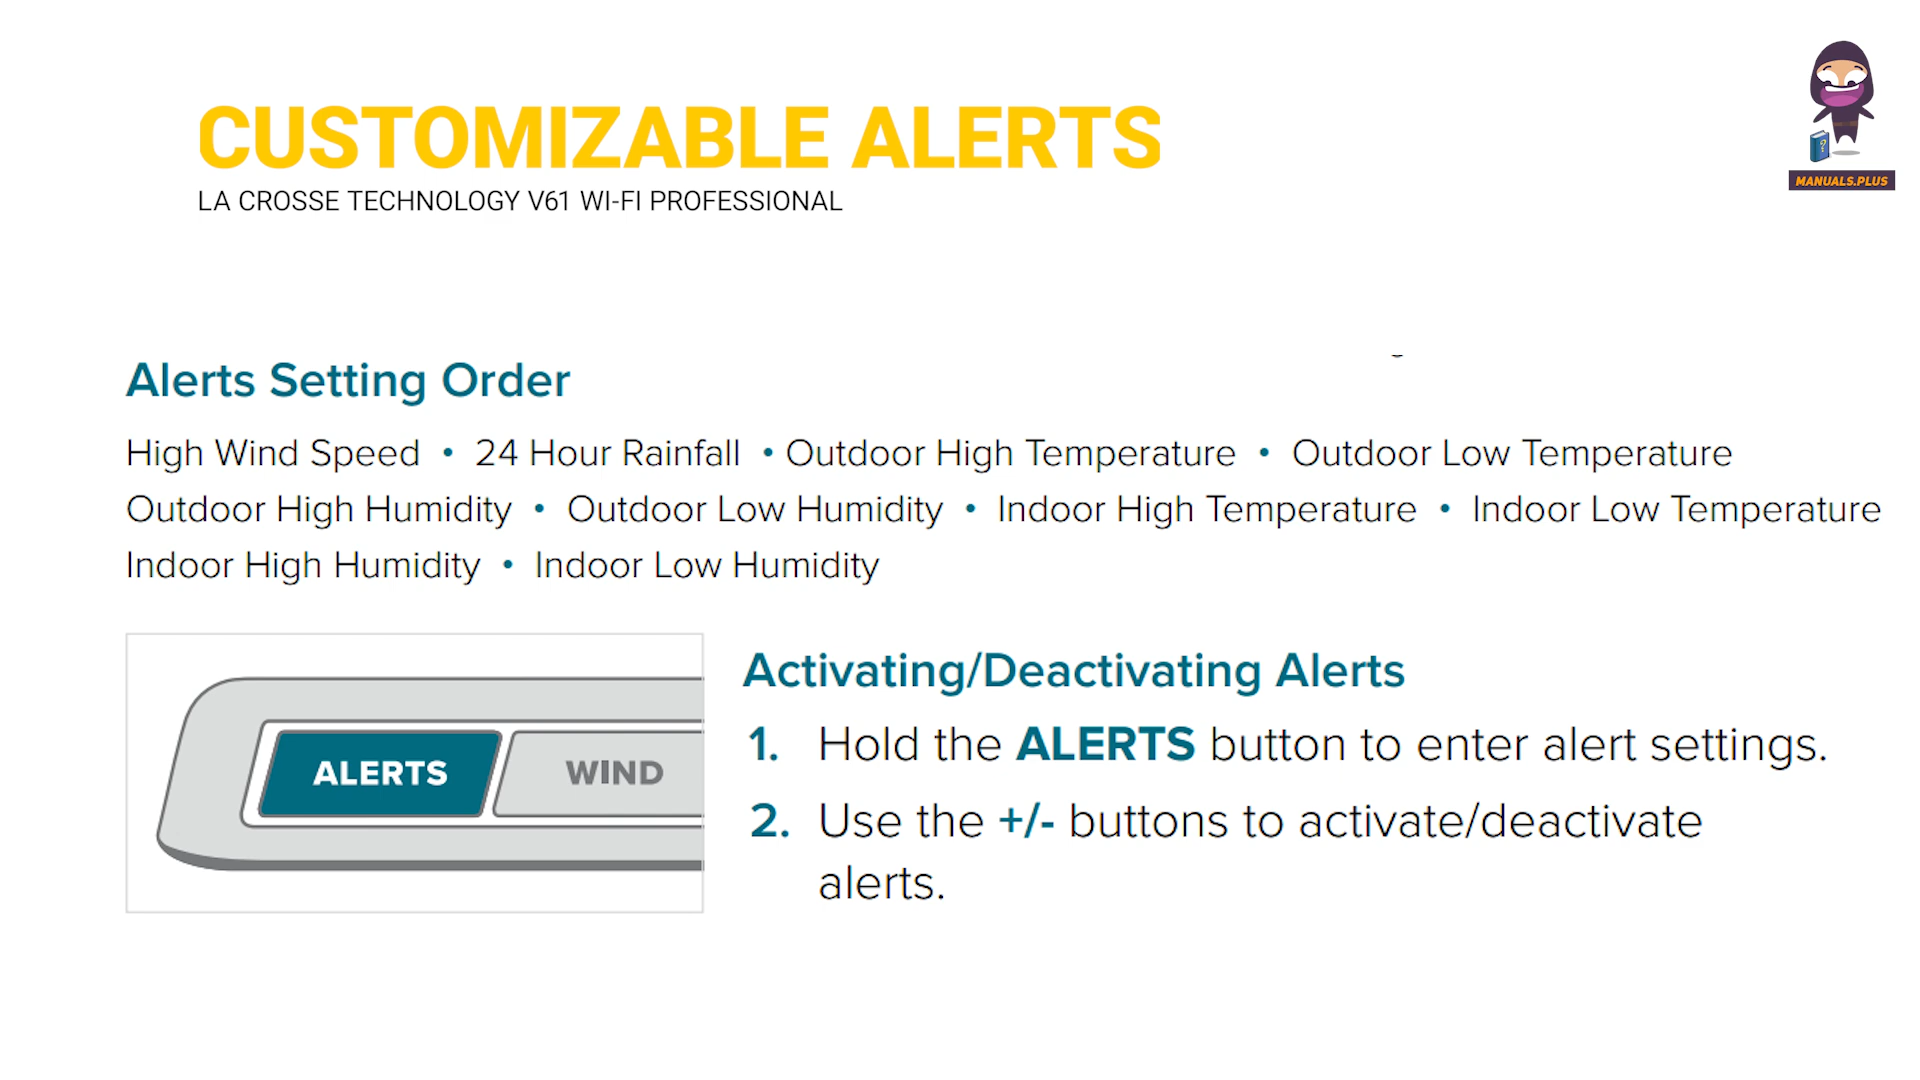 CUSTOMIZABLE ALERTS
LA CROSSE TECHNOLOGY V61 WI-FI PROFESSIONAL
?
MANUALS.PLUS
Alerts Setting Order
High Wind Speed • 24 Hour Rainfall • Outdoor High Temperature • Outdoor Low Temperature
Outdoor High Humidity • Outdoor Low Humidity • Indoor High Temperature • Indoor Low Temperature
Indoor High Humidity • Indoor Low Humidity
ALERTS WIND
Activating/Deactivating Alerts
1. Hold the ALERTS button to enter alert settings.
2. Use the +/- buttons to activate/deactivate
alerts.